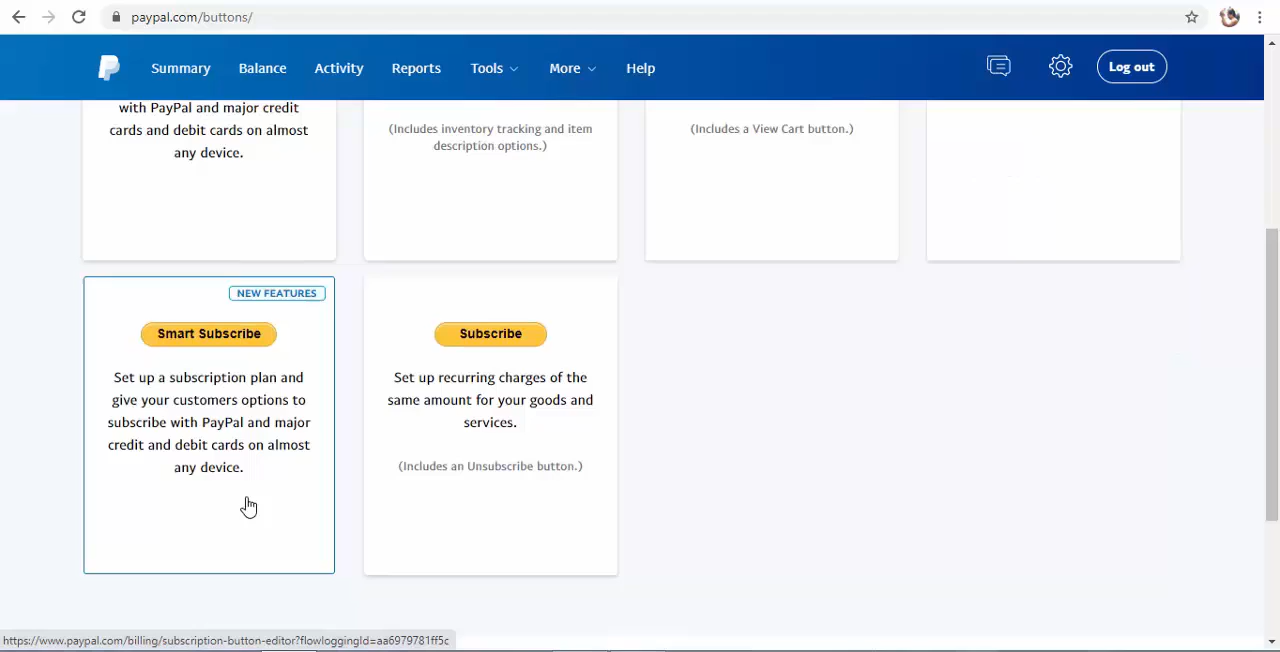 paypal.com/buttons/
Summary Balance Activity Reports Tools More Help Log out
with PayPal and major credit
cards and debit cards on almost
any device.
(Includes inventory tracking and item
description options.)
(Includes a View Cart button.)
NEW FEATURES
Smart Subscribe
Set up a subscription plan and
give your customers options to
subscribe with PayPal and major
credit and debit cards on almost
any device.
Subscribe
Set up recurring charges of the
same amount for your goods and
services.
(Includes an Unsubscribe button.)
https://www.paypal.com/billing/subscription-button-editor?flowloggingId=aa6979781ff5c